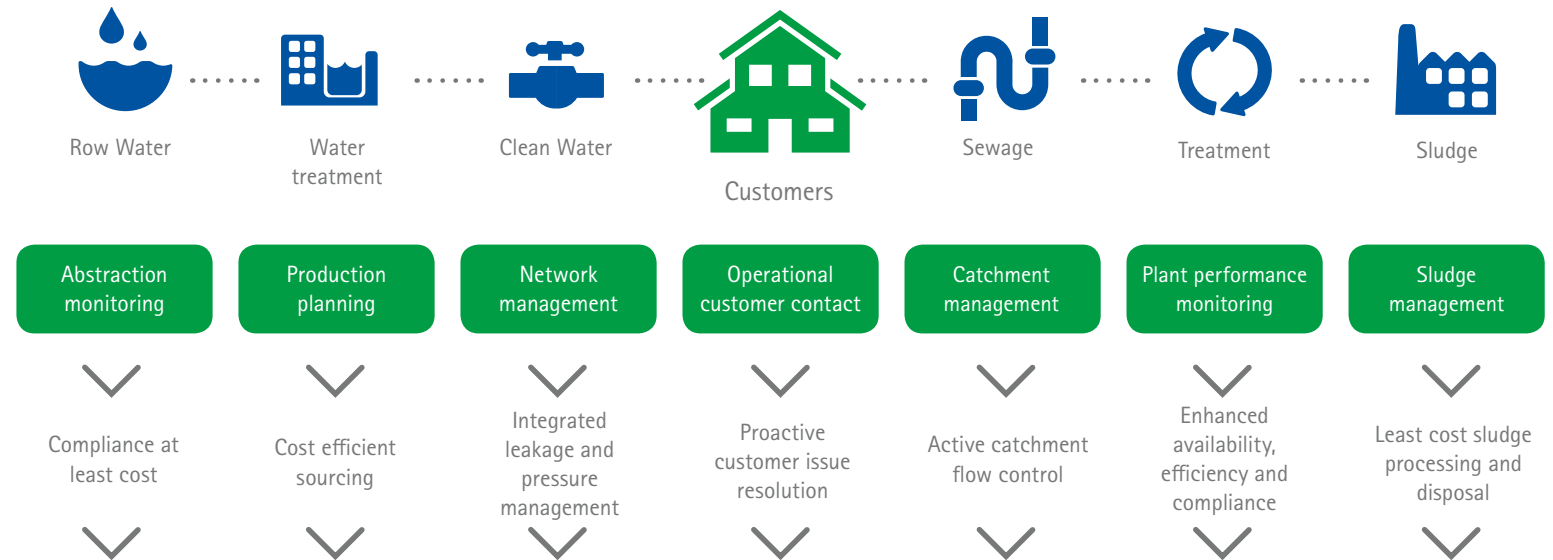 Row Water
Water
treatment
Clean Water
Customers
Sewage
Treatment
Sludge
Abstraction
monitoring
Production
planning
Network
management
Operational
customer contact
Catchment
management
Plant performance
monitoring
Sludge
management
Compliance at
least cost
Cost efficient
sourcing
Integrated
leakage and
pressure
management
Proactive
customer issue
resolution
Active catchment
flow control
Enhanced
availability,
efficiency and
compliance
Least cost sludge
processing and
disposal